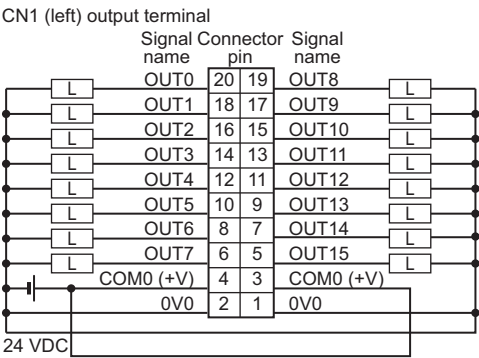 CN1 (left) output terminal
Signal name Connector pin Signal name
OUT0 20 19 OUT8
L L
OUT1 18 17 OUT9
L L
OUT2 16 15 OUT10
L L
OUT3 14 13 OUT11
L L
OUT4 12 11 OUT12
L L
OUT5 10 9 OUT13
L L
OUT6 8 7 OUT14
L L
OUT7 6 5 OUT15
L L
COM0 (+V) 4 3 COM0 (+V)
0V0 2 1 0V0
24 VDC